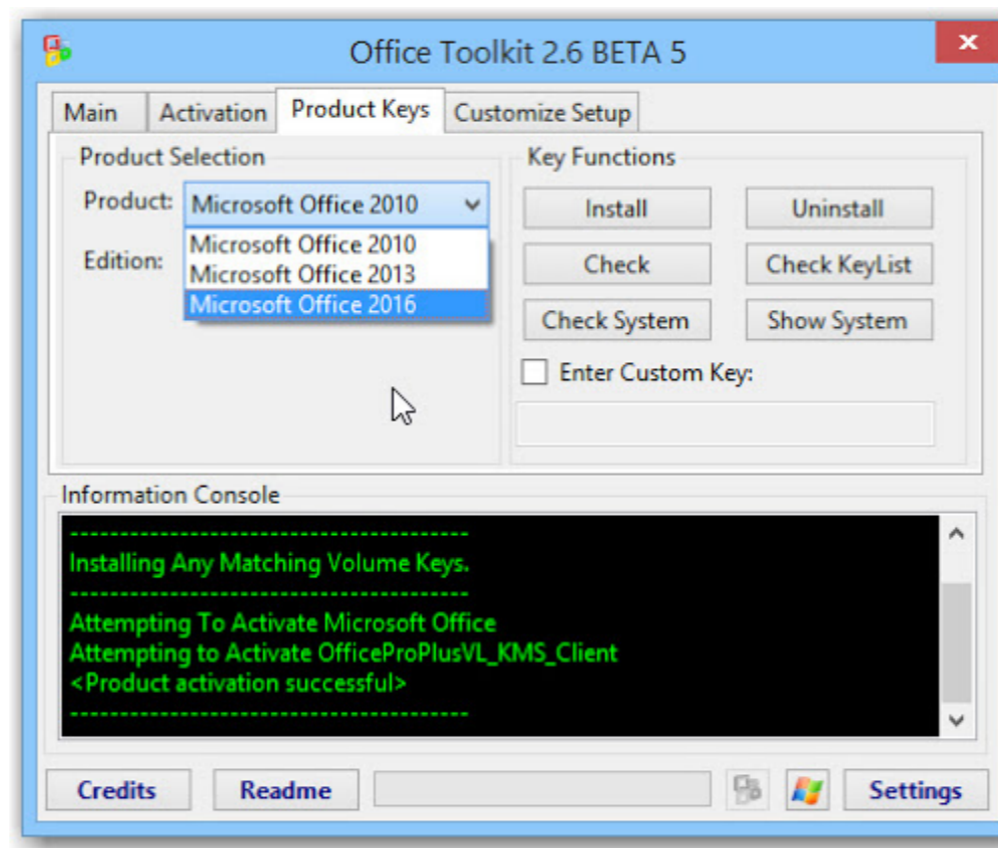 Office Toolkit 2.6 BETA 5
x
Main Activation Product Keys Customize Setup
Product Selection
Product: Microsoft Office 2010
Microsoft Office 2010
Edition:
Microsoft Office 2013
Microsoft Office 2016
Key Functions
Install Uninstall
Check Check KeyList
Check System Show System
Enter Custom Key:
Information Console
----------------------------------------
Installing Any Matching Volume Keys.
----------------------------------------
Attempting To Activate Microsoft Office
Attempting to Activate OfficeProPlusVL_KMS_Client
<Product activation successful>
----------------------------------------
Credits Readme Settings